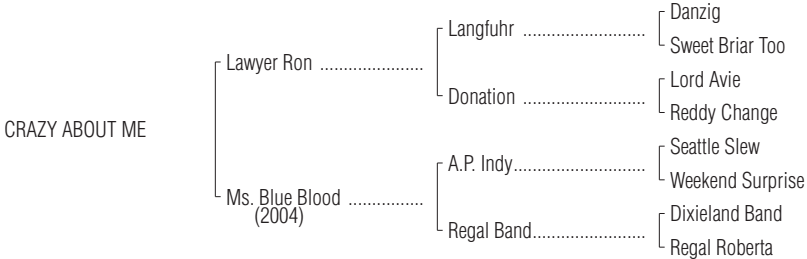 Danzig
Langfuhr ..........................
Sweet Briar Too
Lawyer Ron ......................
Lord Avie
Donation ..........................
Reddy Change
CRAZY ABOUT ME
Seattle Slew
A.P. Indy............................
Weekend Surprise
Ms. Blue Blood ................
(2004)
Dixieland Band
Regal Band........................
Regal Roberta